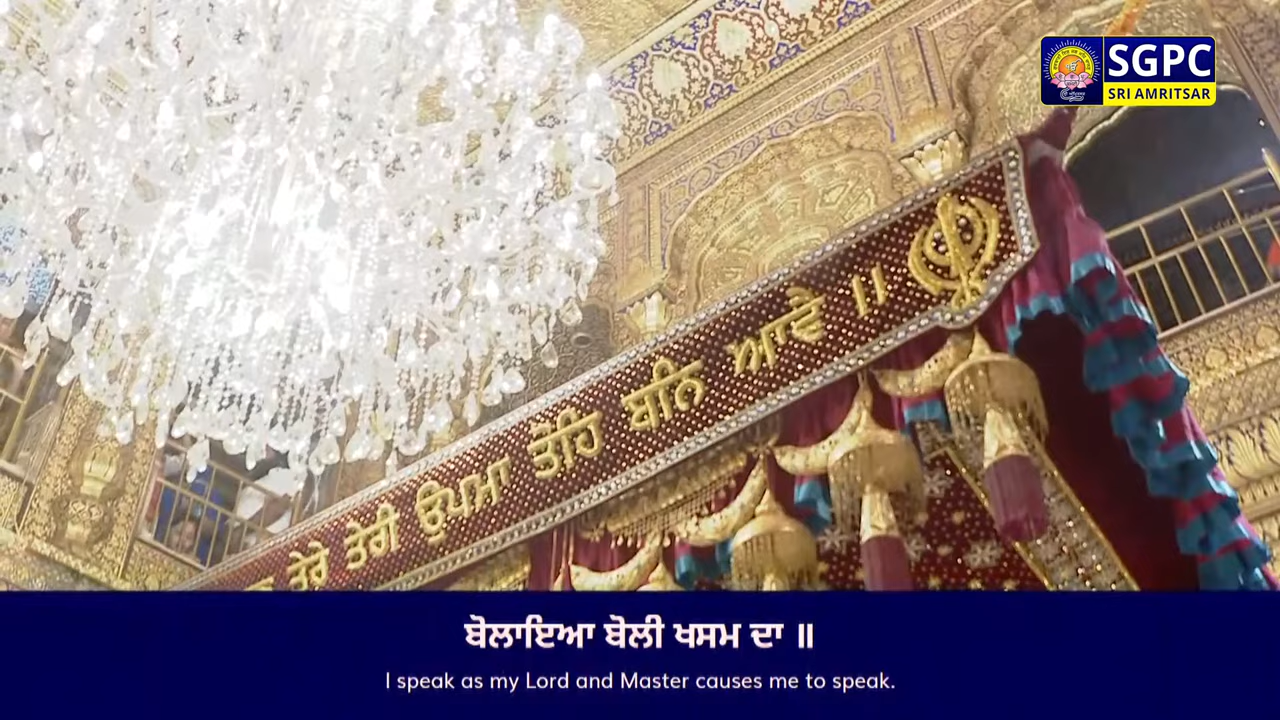 SGPC
SRI AMRITSAR
ਤੇਰੇ ਤੇਰੀ ਉਪਮਾ ਤੋਹਿ ਬਨਿ ਆਵੇ ॥
ਬੋਲਾਇਆ ਬੋਲੀ ਖਸਮ ਦਾ ॥
I speak as my Lord and Master causes me to speak.